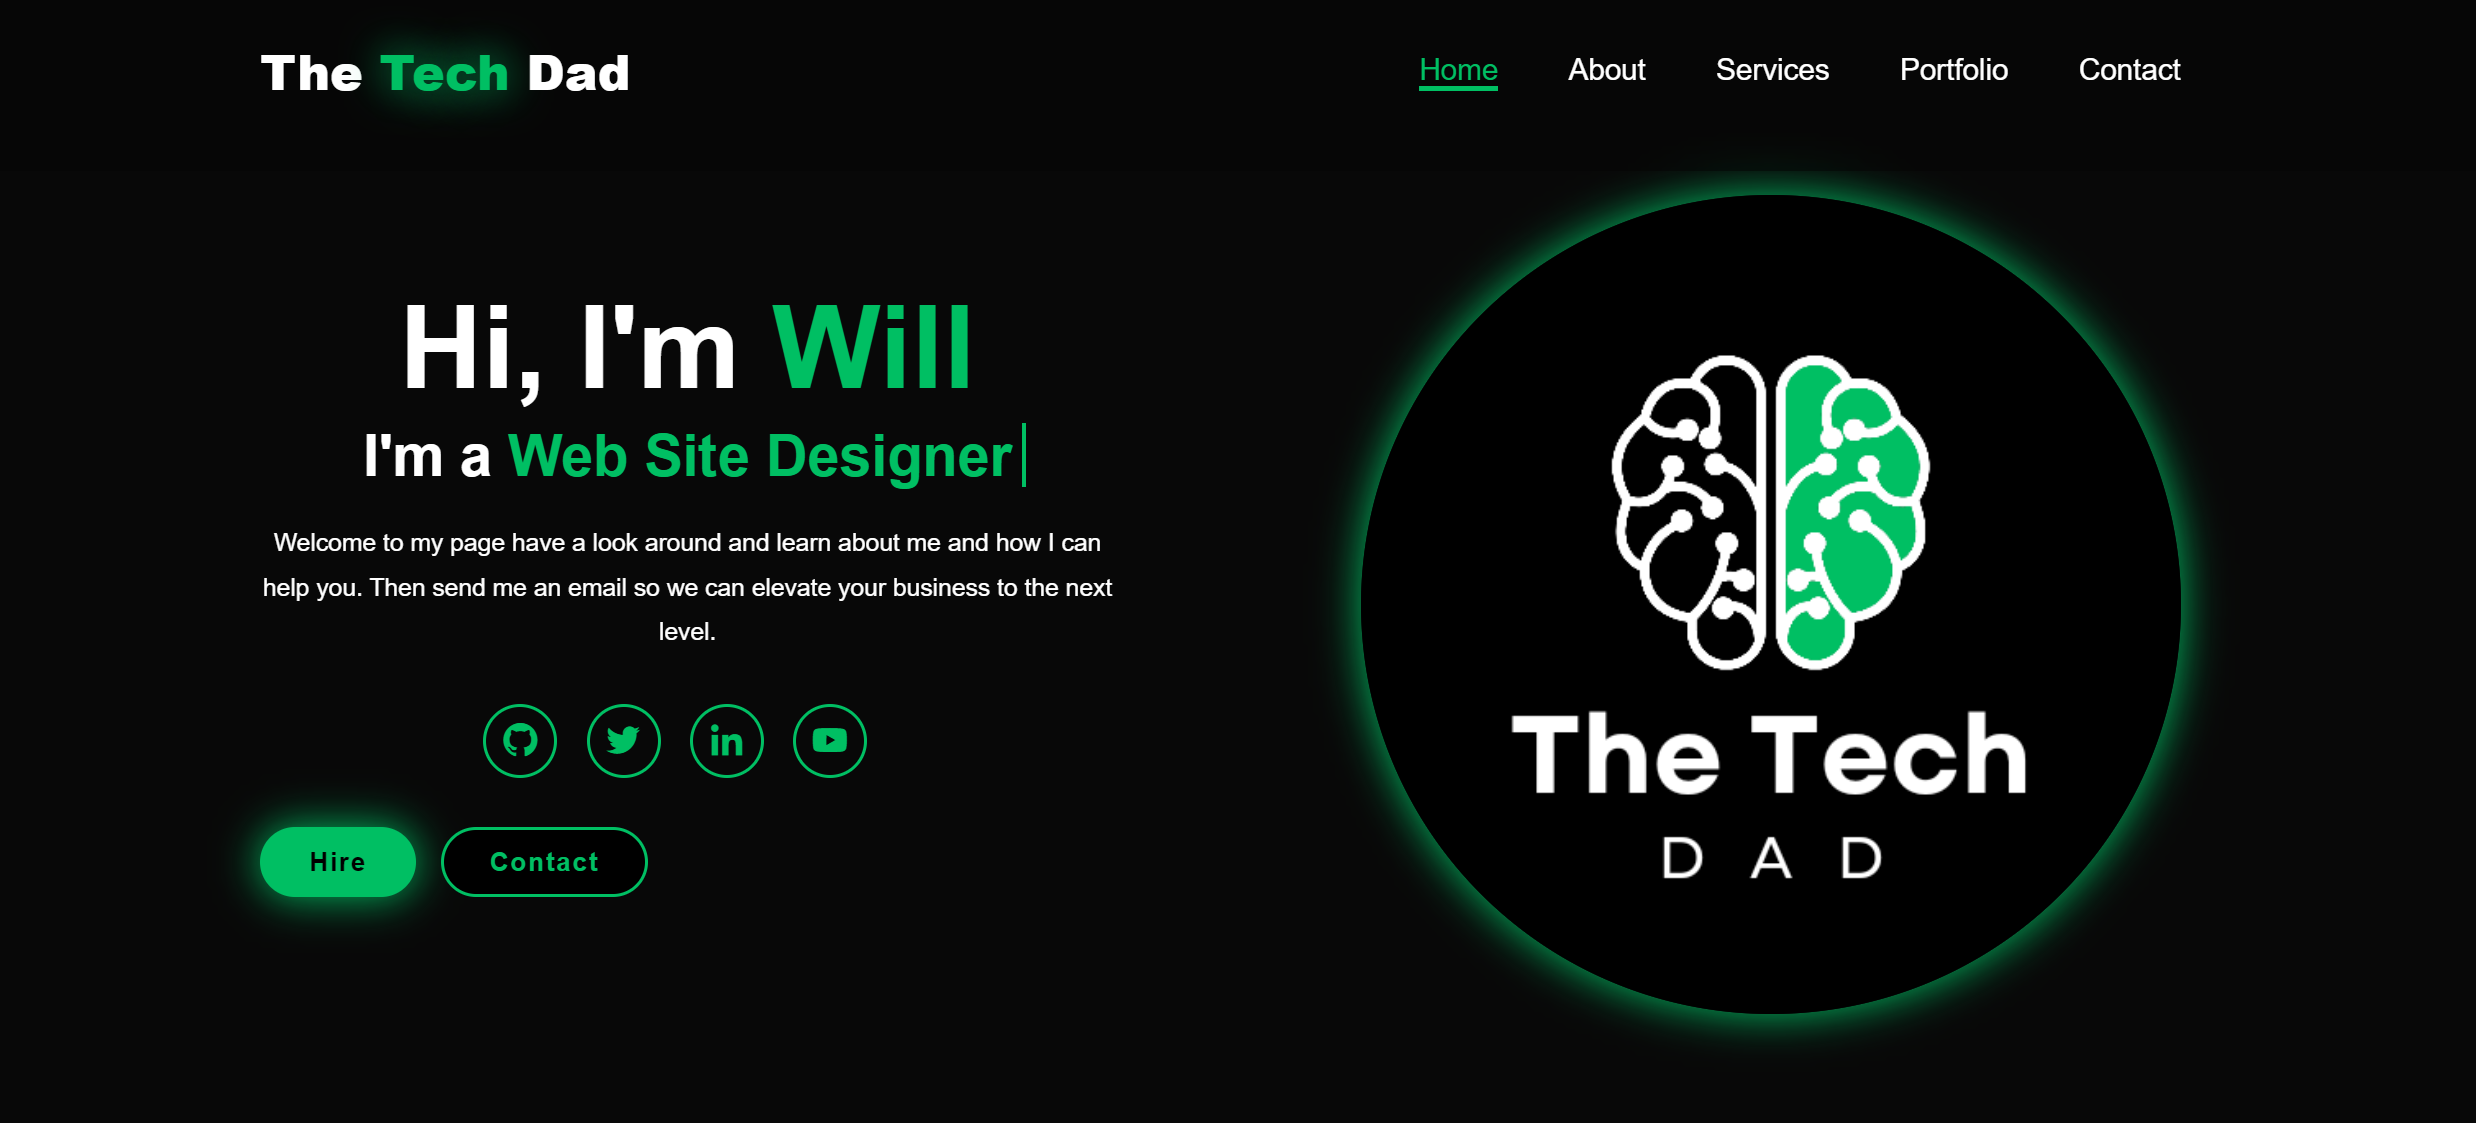 The Tech Dad
Home About Services Portfolio Contact
Hi, I'm Will
I'm a Web Site Designer
Welcome to my page have a look around and learn about me and how I can
help you. Then send me an email so we can elevate your business to the next
level.
in
Hire Contact
The Tech
DAD